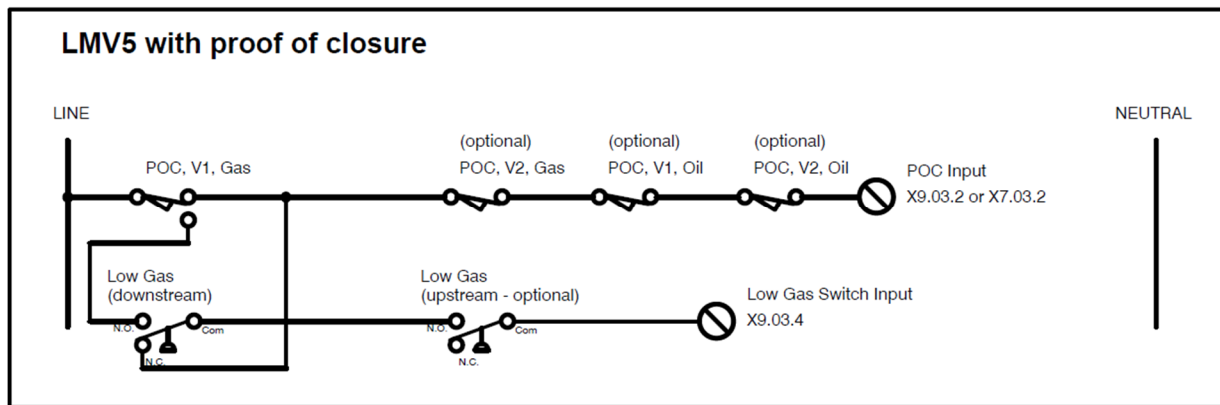 LMV5 with proof of closure
LINE
NEUTRAL
(optional)
(optional)
(optional)
POC, V1, Gas
POC, V2, Gas
POC, V1, Oil
POC, V2, Oil
POC Input
X9.03.2 or X7.03.2
Low Gas
(downstream)
Low Gas
(upstream - optional)
Low Gas Switch Input
X9.03.4
N.O.
Com
N.C.
N.O.
Com
N.C.